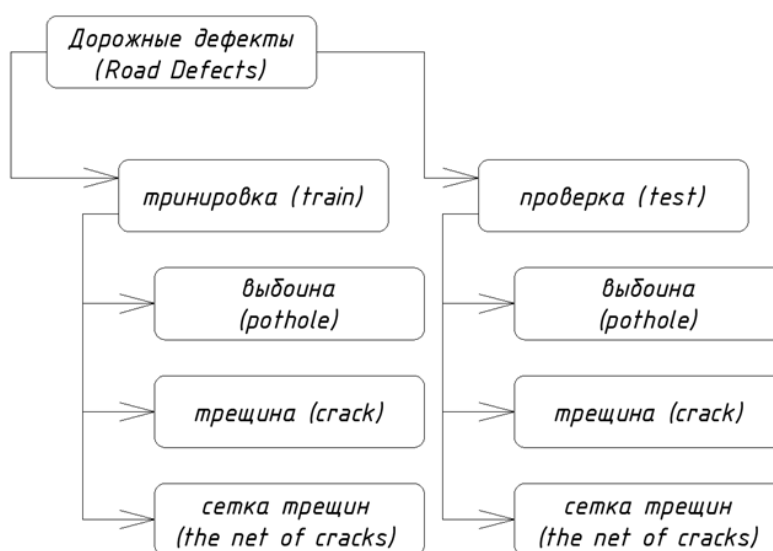 Дорожные дефекты
(Road Defects)
тринировка (train)
выбоина
(pothole)
трещина (crack)
сетка трещин
(the net of cracks)
проверка (test)
выбоина
(pothole)
трещина (crack)
сетка трещин
(the net of cracks)